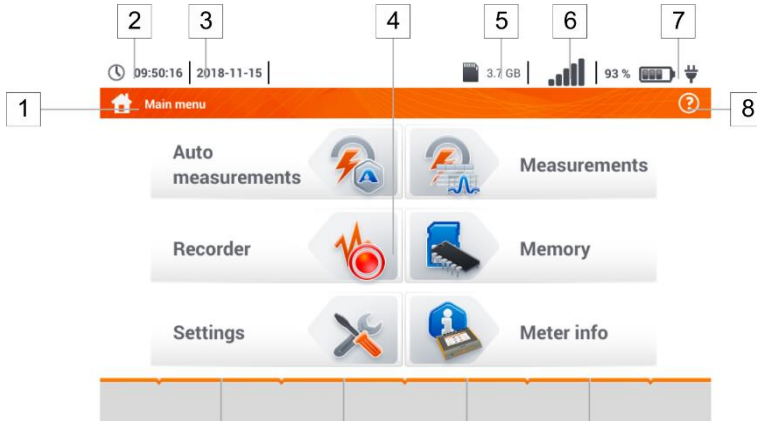 2
3
4
5
6
7
09:50:16
2018-11-15
3.7 GB
93 %
1
Main menu
?
8
Auto
measurements
Measurements
Recorder
Memory
Settings
Meter info